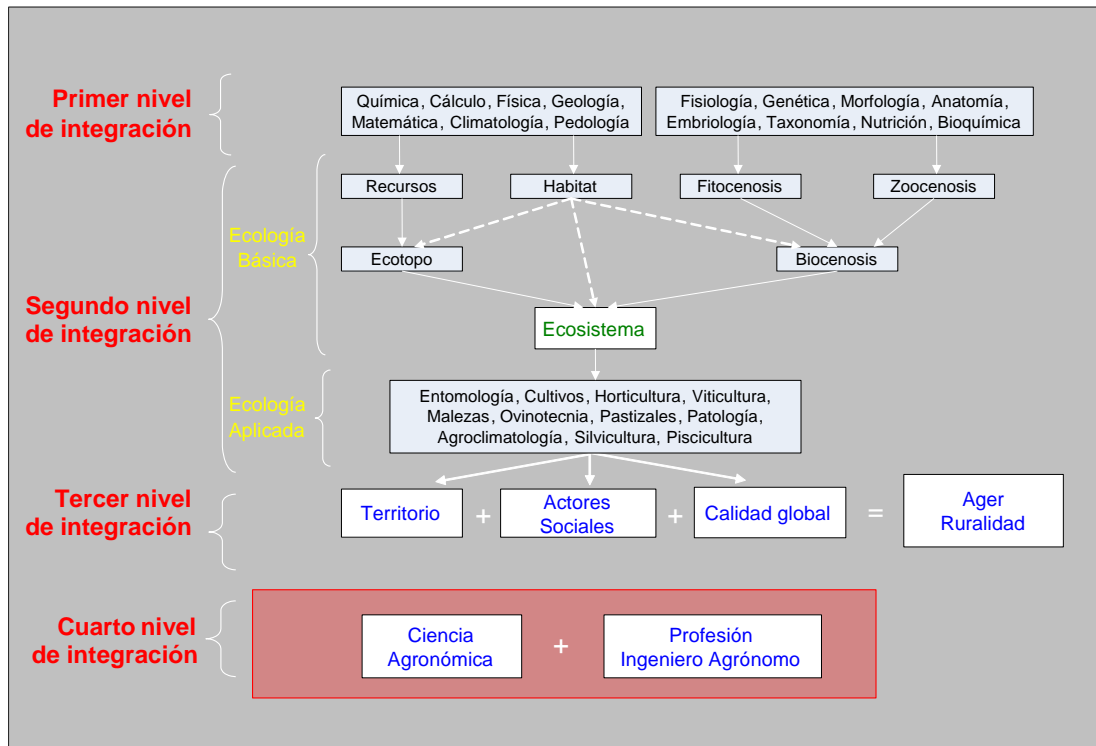 Primer nivel
de integración
Química, Cálculo, Física, Geología,
Matemática, Climatología, Pedología
Fisiología, Genética, Morfología, Anatomía,
Embriología, Taxonomía, Nutrición, Bioquímica
Segundo nivel
de integración
Ecología
Básica
Recursos
Habitat
Fitocenosis
Zoocenosis
Ecotopo
Biocenosis
Ecosistema
Ecología
Aplicada
Entomología, Cultivos, Horticultura, Viticultura,
Malezas, Ovinotecnia, Pastizales, Patología,
Agroclimatología, Silvicultura, Piscicultura
Tercer nivel
de integración
Territorio
+
Actores
Sociales
+
Calidad global
=
Ager
Ruralidad
Cuarto nivel
de integración
Ciencia
Agronómica
+
Profesión
Ingeniero Agrónomo